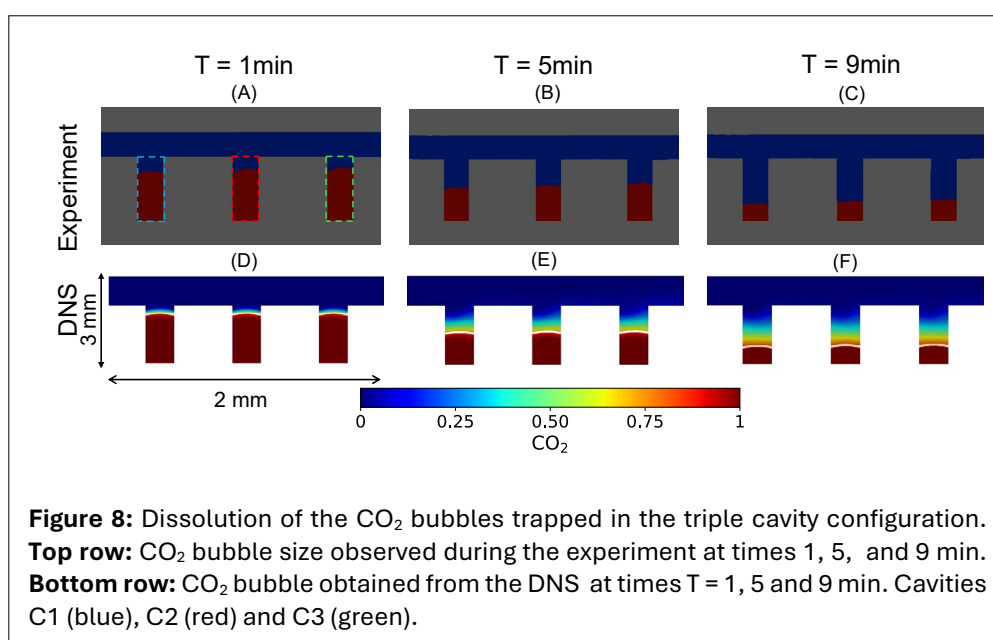 T = 1min T = 5min T = 9min
(A) (B) (C)
Experiment
(D) (E) (F)
DNS
3 mm
2 mm
0 0.25 0.50 0.75 1
CO₂
Figure 8: Dissolution of the CO₂ bubbles trapped in the triple cavity configuration.
Top row: CO₂ bubble size observed during the experiment at times 1, 5, and 9 min.
Bottom row: CO₂ bubble obtained from the DNS at times T = 1, 5 and 9 min. Cavities
C1 (blue), C2 (red) and C3 (green).